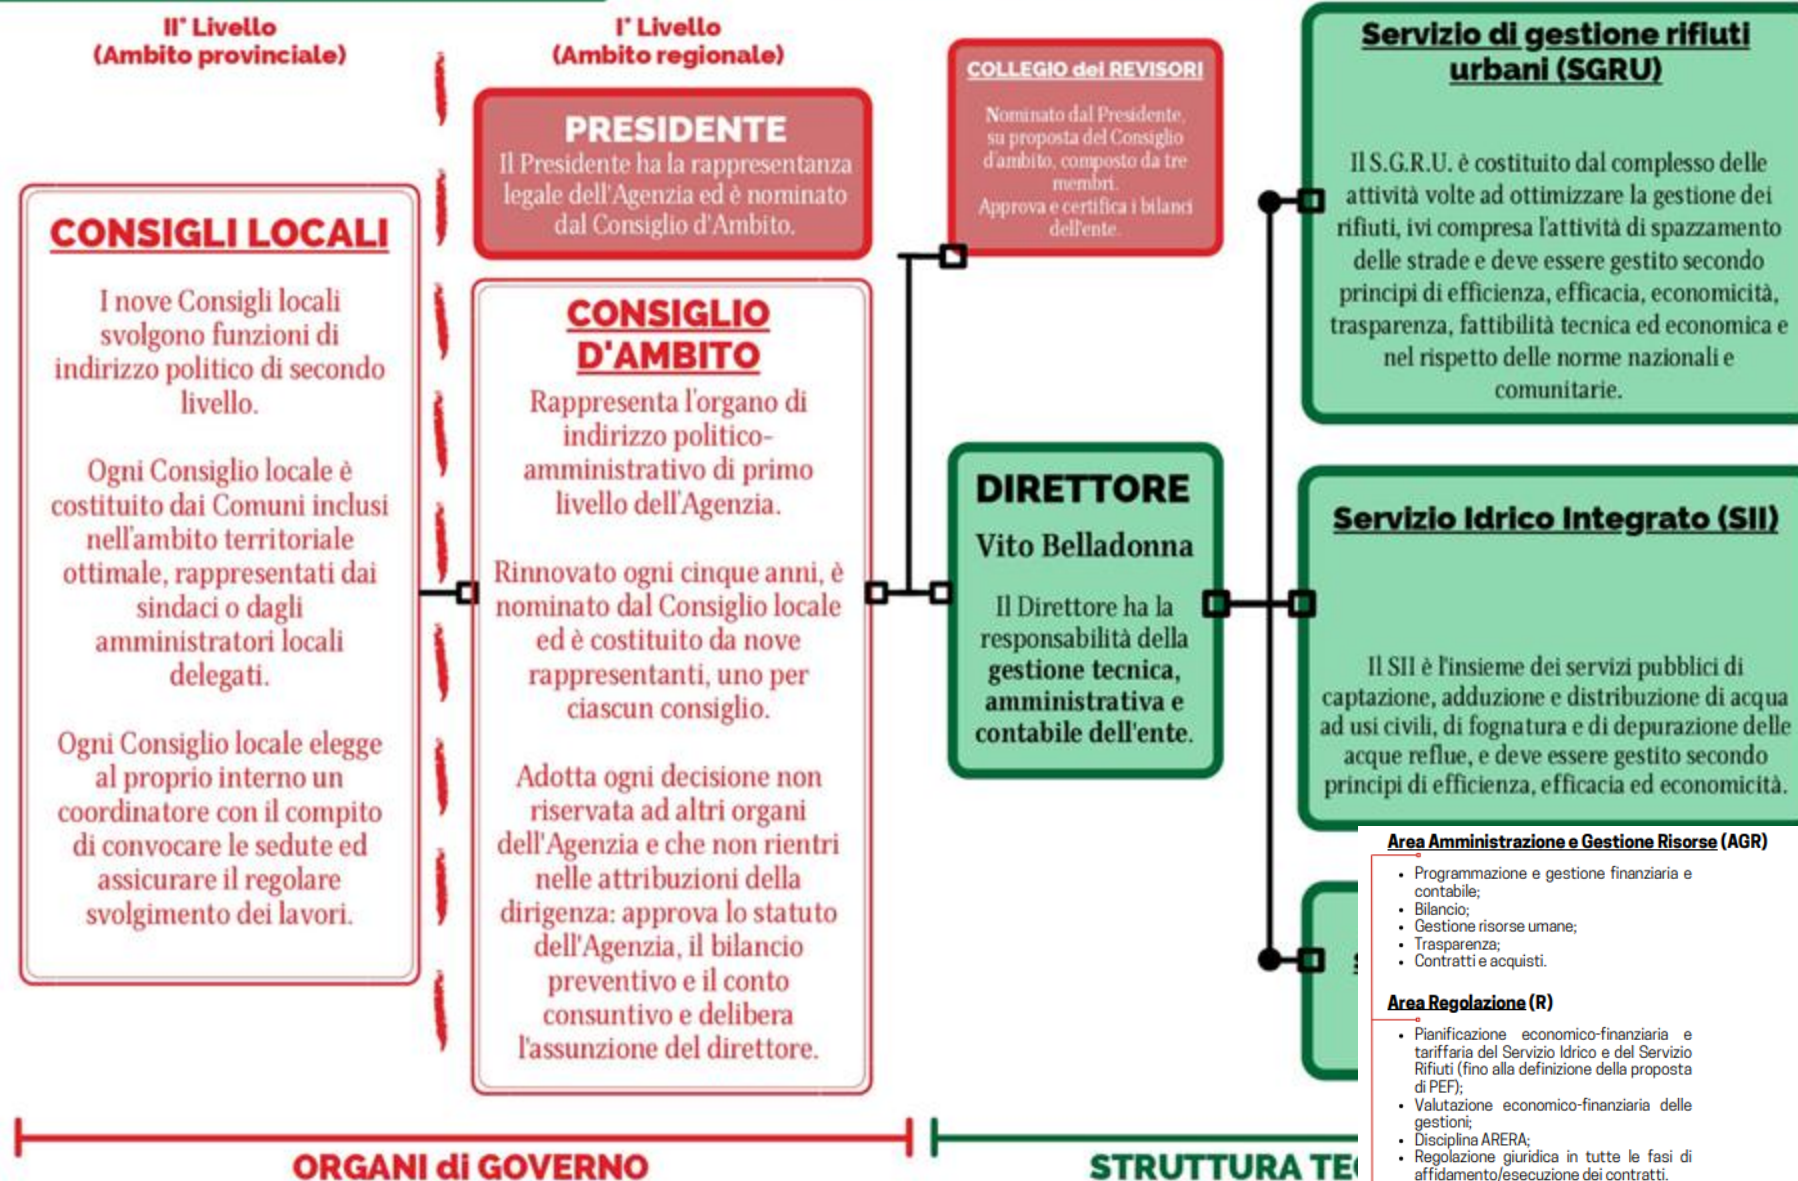 II° Livello
(Ambito provinciale)
CONSIGLI LOCALI
I nove Consigli locali
svolgono funzioni di
indirizzo politico di secondo
livello.
Ogni Consiglio locale è
costituito dai Comuni inclusi
nell'ambito territoriale
ottimale, rappresentati dai
sindaci o dagli
amministratori locali
delegati.
Ogni Consiglio locale elegge
al proprio interno un
coordinatore con il compito
di convocare le sedute ed
assicurare il regolare
svolgimento dei lavori.
I° Livello
(Ambito regionale)
PRESIDENTE
Il Presidente ha la rappresentanza
legale dell'Agenzia ed è nominato
dal Consiglio d'Ambito.
CONSIGLIO
D'AMBITO
Rappresenta l'organo di
indirizzo politico-
amministrativo di primo
livello dell'Agenzia.
Rinnovato ogni cinque anni, è
nominato dal Consiglio locale
ed è costituito da nove
rappresentanti, uno per
ciascun consiglio.
Adotta ogni decisione non
riservata ad altri organi
dell'Agenzia e che non rientri
nelle attribuzioni della
dirigenza: approva lo statuto
dell'Agenzia, il bilancio
preventivo e il conto
consuntivo e delibera
l'assunzione del direttore.
ORGANI di GOVERNO
COLLEGIO dei REVISORI
Nominato dal Presidente,
su proposta del Consiglio
d'ambito, composto da tre
membri.
Approva e certifica i bilanci
dell'ente.
DIRETTORE
Vito Belladonna
Il Direttore ha la
responsabilità della
gestione tecnica,
amministrativa e
contabile dell'ente.
Servizio di gestione rifiuti
urbani (SGRU)
Il S.G.R.U. è costituito dal complesso delle
attività volte ad ottimizzare la gestione dei
rifiuti, ivi compresa l'attività di spazzamento
delle strade e deve essere gestito secondo
principi di efficienza, efficacia, economicità,
trasparenza, fattibilità tecnica ed economica e
nel rispetto delle norme nazionali e
comunitarie.
Servizio Idrico Integrato (SII)
Il SII è l'insieme dei servizi pubblici di
captazione, adduzione e distribuzione di acqua
ad usi civili, di fognatura e di depurazione delle
acque reflue, e deve essere gestito secondo
principi di efficienza, efficacia ed economicità.
Area Amministrazione e Gestione Risorse (AGR)
• Programmazione e gestione finanziaria e
contabile;
• Bilancio;
• Gestione risorse umane;
• Trasparenza;
• Contratti e acquisti.
Area Regolazione (R)
• Pianificazione economico-finanziaria e
tariffaria del Servizio Idrico e del Servizio
Rifiuti (fino alla definizione della proposta
di PEF);
• Valutazione economico-finanziaria delle
gestioni;
• Disciplina ARERA;
• Regolazione giuridica in tutte le fasi di
affidamento/esecuzione dei contratti.
STRUTTURA